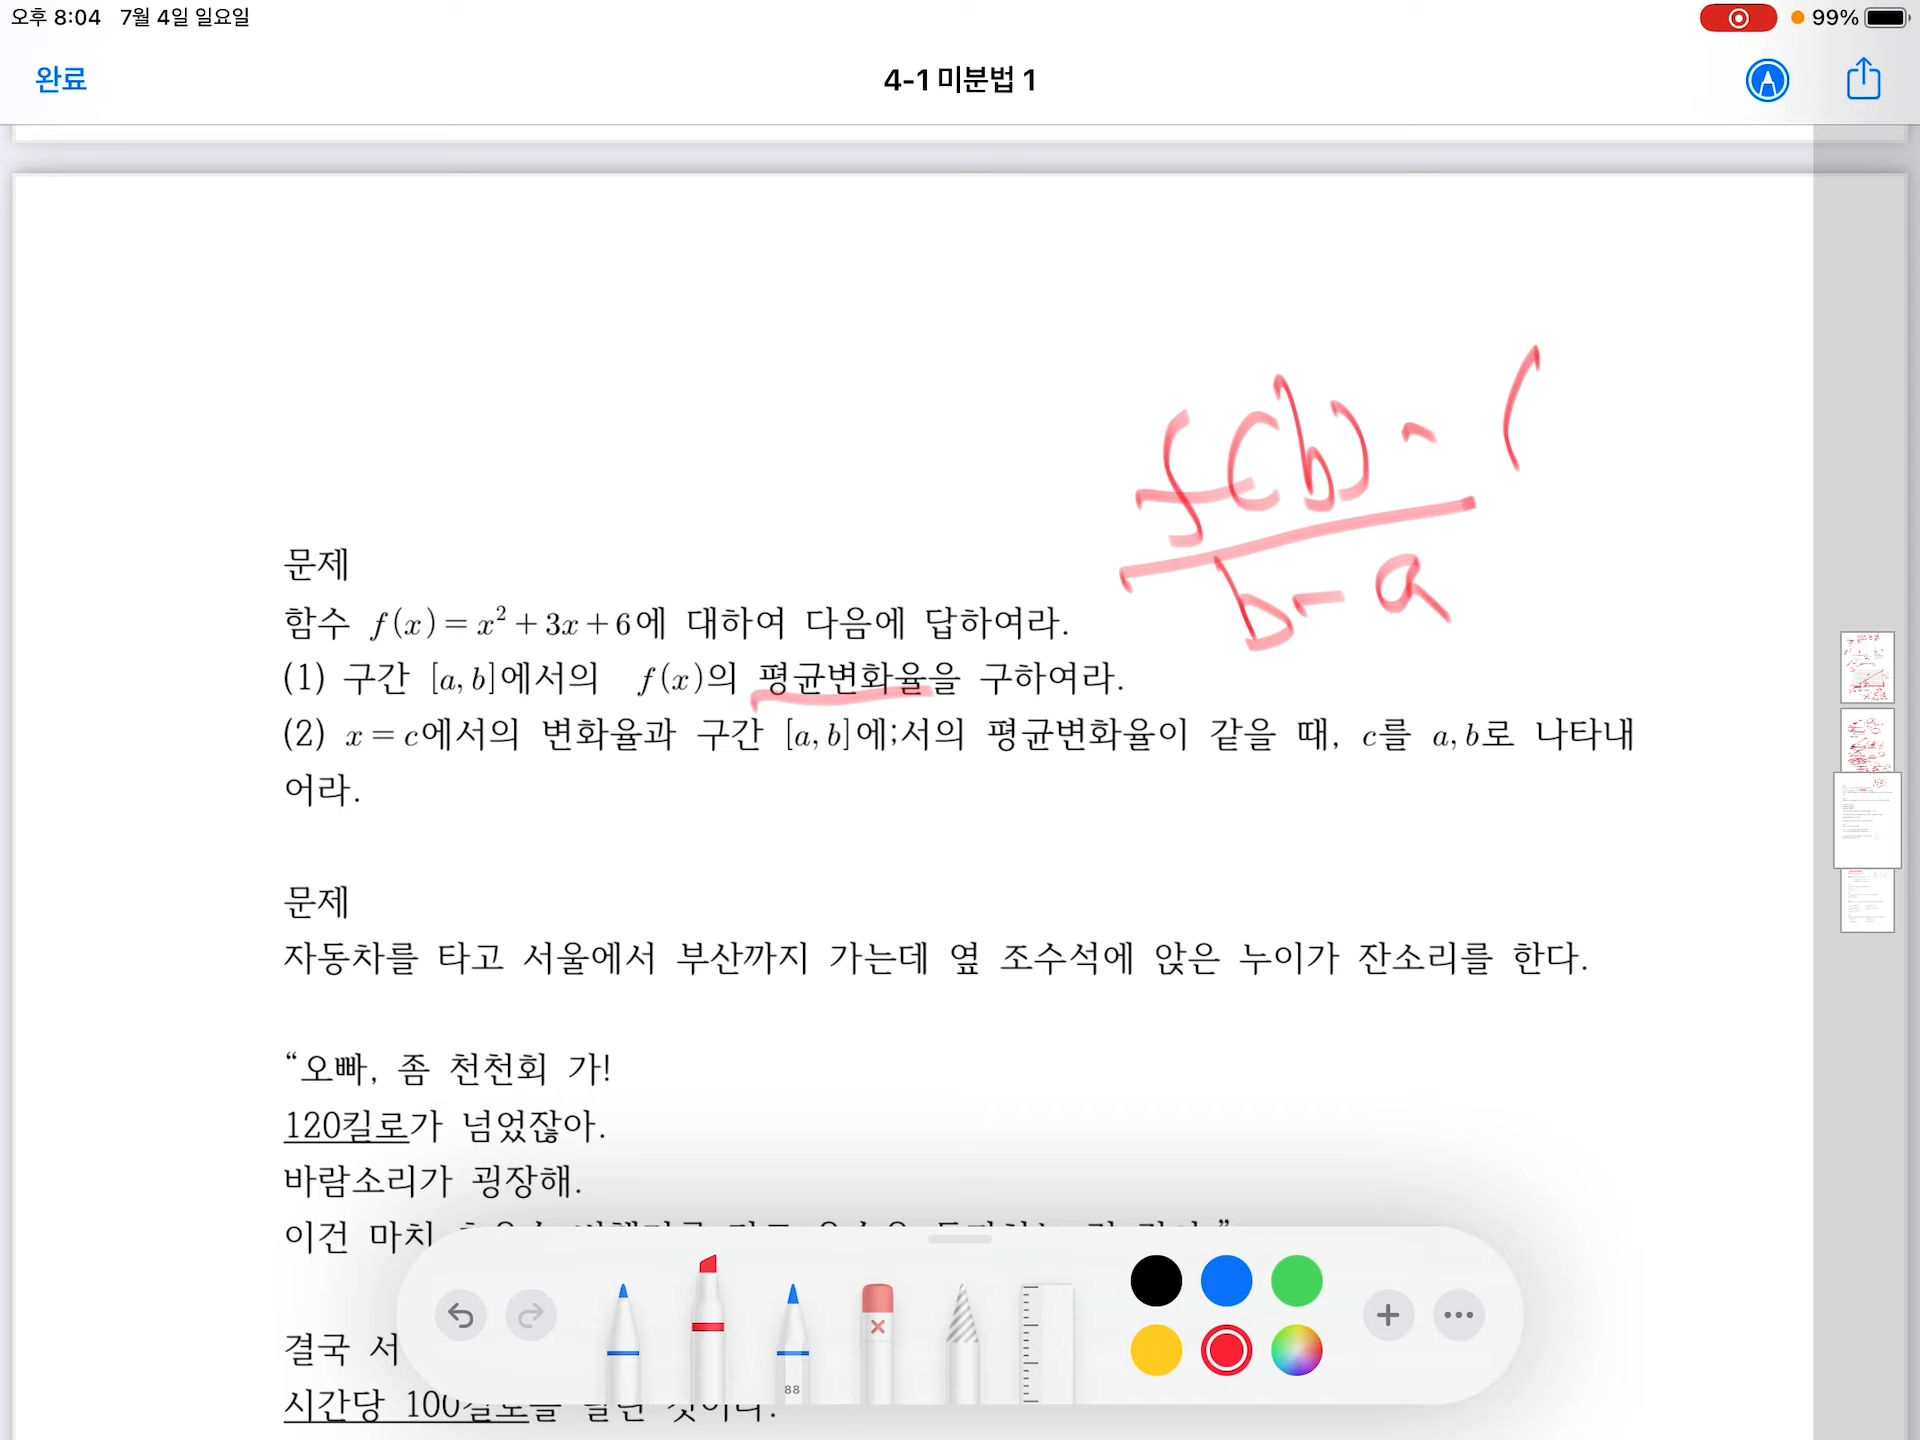 오후 8:04 7월 4일 일요일
99%
완료
4-1 미분법 1
f(b) - (
b - a
문제
함수 f(x) = x² + 3x + 6에 대하여 다음에 답하여라.
(1) 구간 [a, b]에서의 f(x)의 평균변화율을 구하여라.
(2) x = c에서의 변화율과 구간 [a, b]에;서의 평균변화율이 같을 때, c를 a, b로 나타내
어라.
문제
자동차를 타고 서울에서 부산까지 가는데 옆 조수석에 앉은 누이가 잔소리를 한다.
“오빠, 좀 천천회 가!
120킬로가 넘었잖아.
바람소리가 굉장해.
이건 마치
결국 서
시간당 100킬로를
88